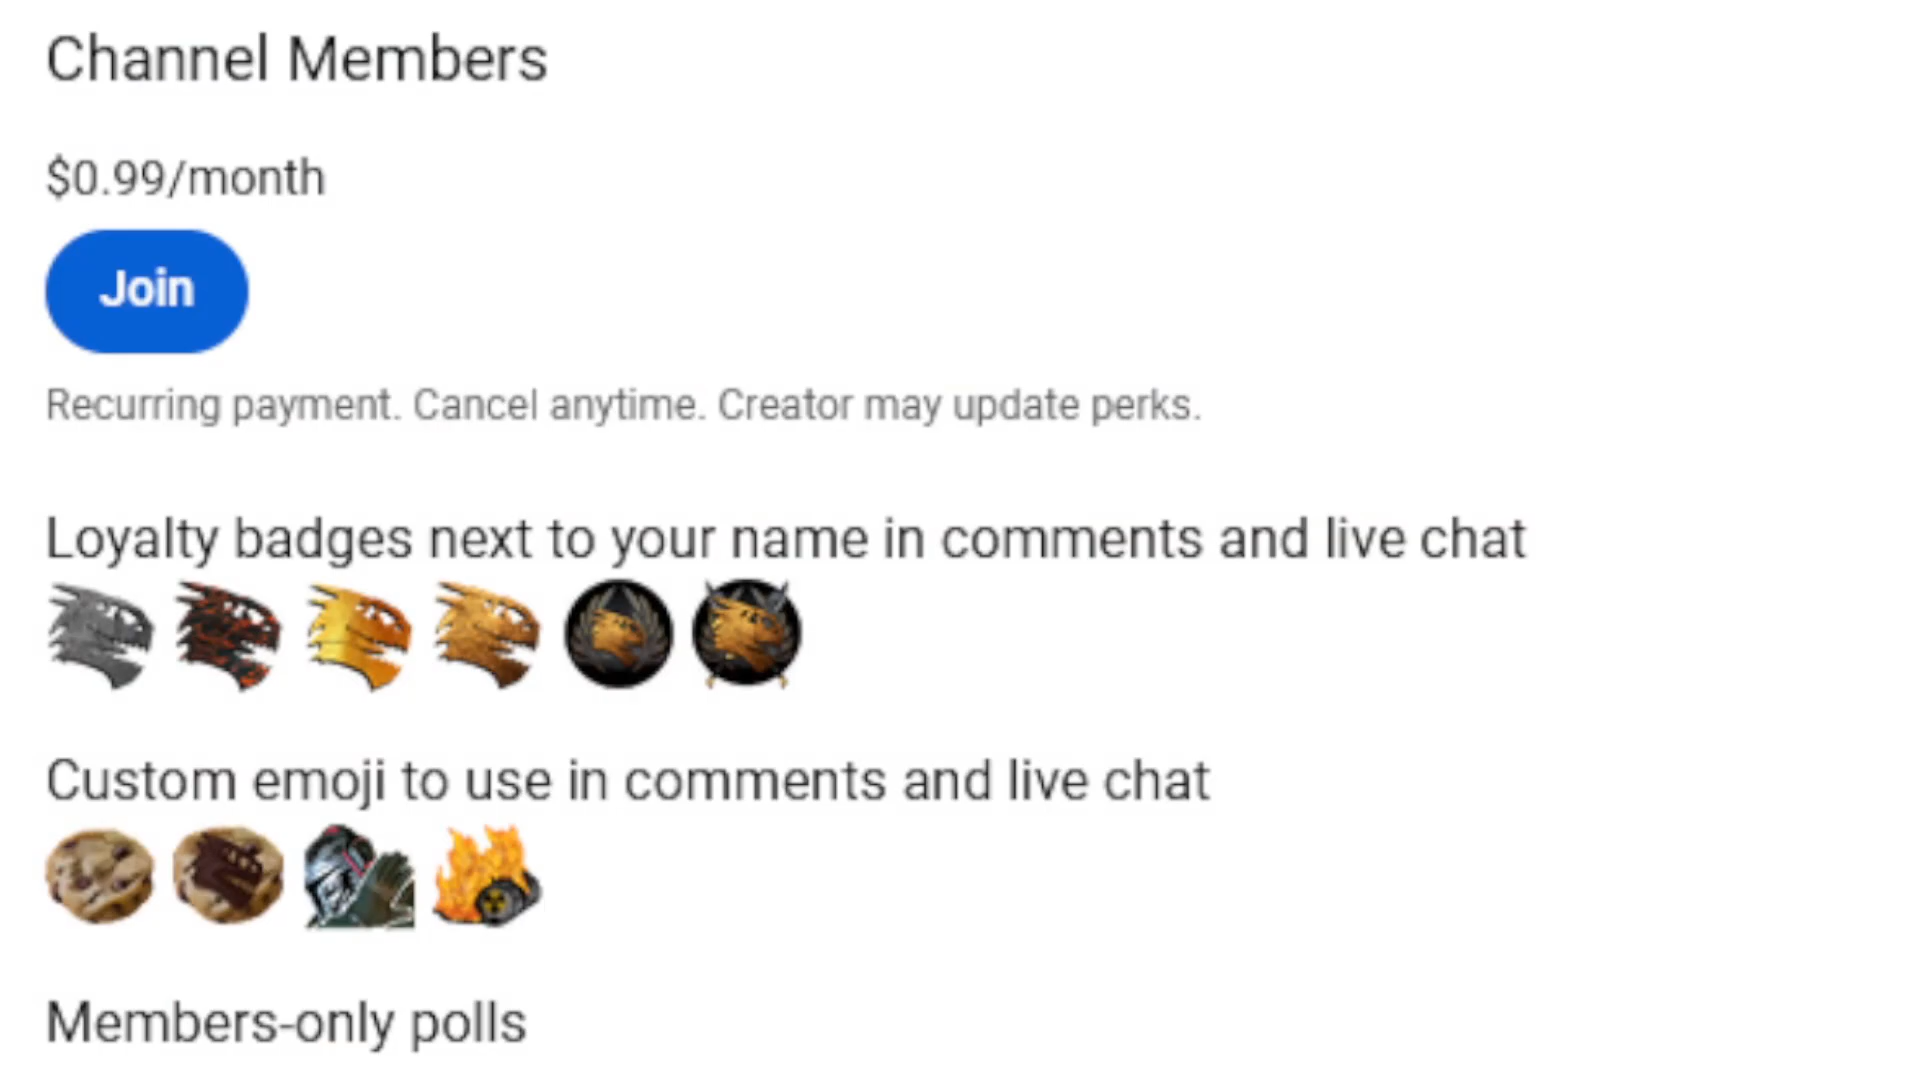 Channel Members
$0.99/month
Join
Recurring payment. Cancel anytime. Creator may update perks.
Loyalty badges next to your name in comments and live chat
Custom emoji to use in comments and live chat
Members-only polls